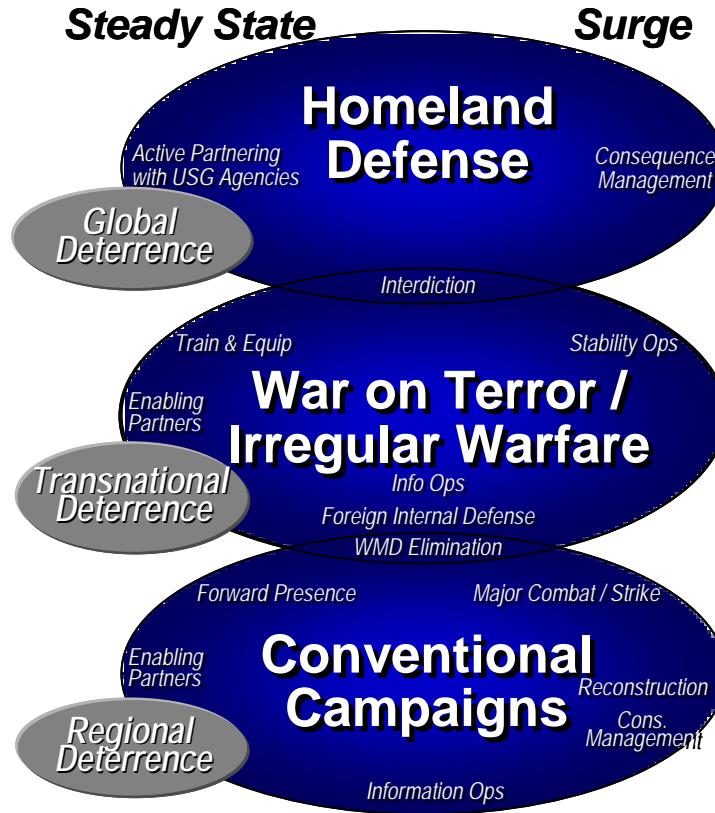 Steady State
Surge
Homeland
Defense
Active Partnering
with USG Agencies
Consequence
Management
Global
Deterrence
Interdiction
Train & Equip
Stability Ops
War on Terror /
Irregular Warfare
Enabling
Partners
Transnational
Deterrence
Info Ops
Foreign Internal Defense
WMD Elimination
Forward Presence
Major Combat / Strike
Conventional
Campaigns
Enabling
Partners
Reconstruction
Cons.
Management
Regional
Deterrence
Information Ops